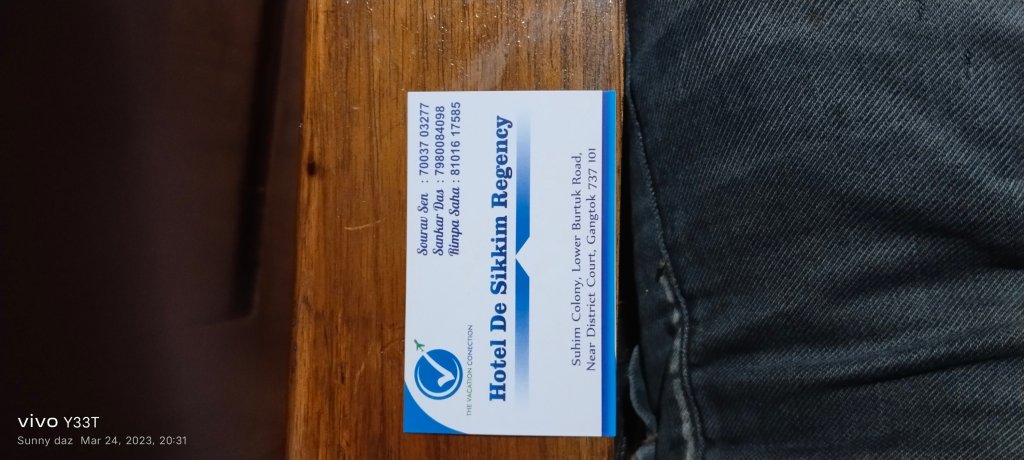 Sourav Sen : 70037 03277
Sankar Das : 7980084098
Rimpa Saha : 81016 17585
THE VACATION CONECTION
Hotel De Sikkim Regency
Suhim Colony, Lower Burtuk Road,
Near District Court, Gangtok 737 101
vivo Y33T
Sunny daz Mar 24, 2023, 20:31